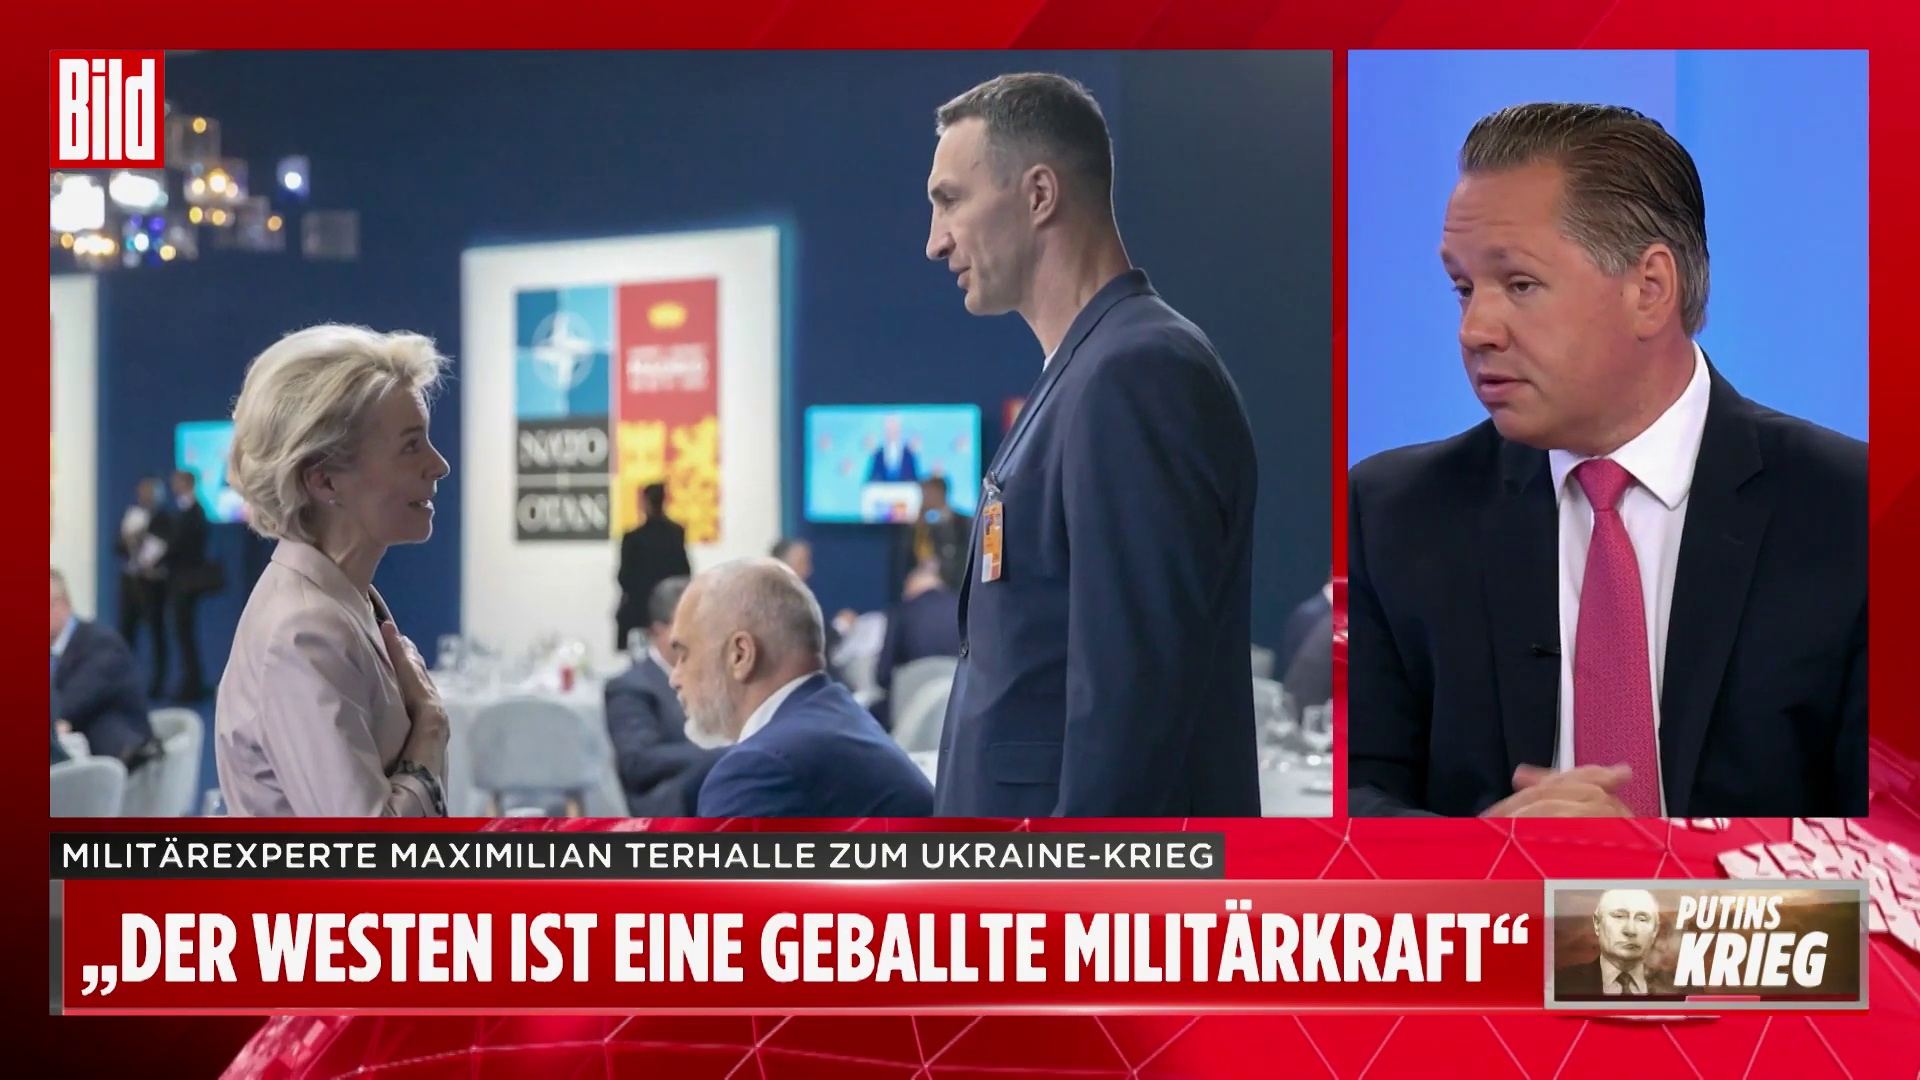 Bild
NATO
OTAN
MILITÄREXPERTE MAXIMILIAN TERHALLE ZUM UKRAINE-KRIEG
„DER WESTEN IST EINE GEBALLTE MILITÄRKRAFT“
PUTINS
KRIEG